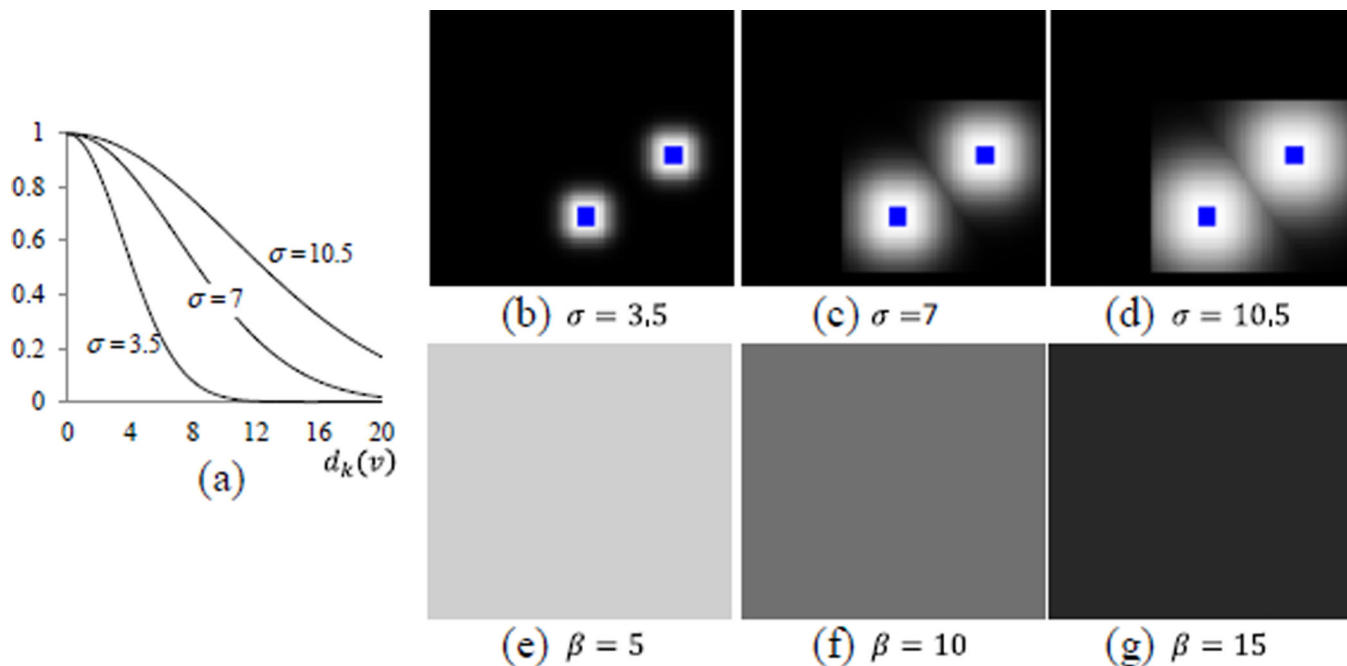 1
0.8
0.6
0.4
0.2
0
σ=10.5
σ=7
σ=3.5
0 4 8 12 16 20
dₖ(v)
(a)
(b) σ = 3.5
(c) σ =7
(d) σ = 10.5
(e) β = 5
(f) β = 10
(g) β = 15